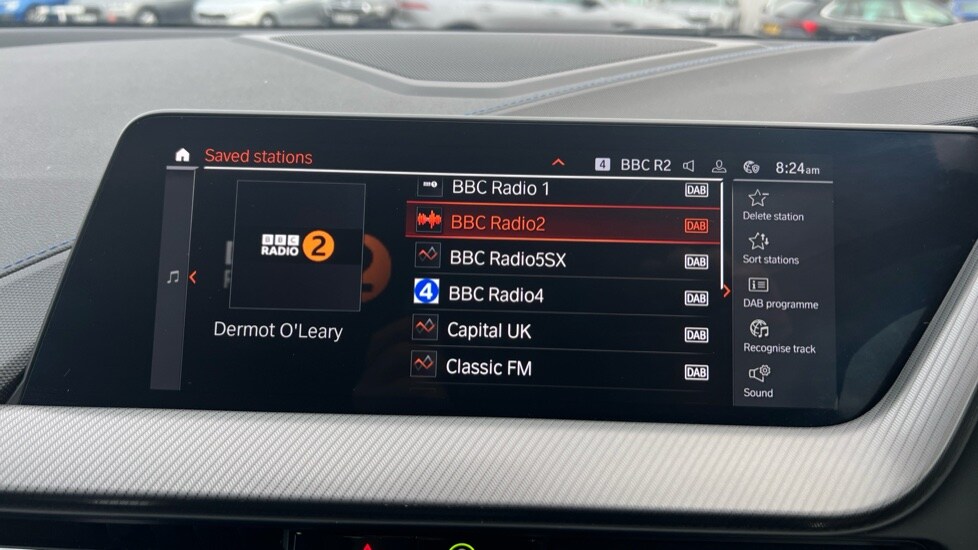 Saved stations
4 BBC R2 8:24am
BBC
RADIO 2
Dermot O'Leary
BBC Radio 1 DAB
BBC Radio2 DAB
BBC Radio5SX DAB
4 BBC Radio4 DAB
Capital UK DAB
Classic FM DAB
Delete station
Sort stations
DAB programme
Recognise track
Sound